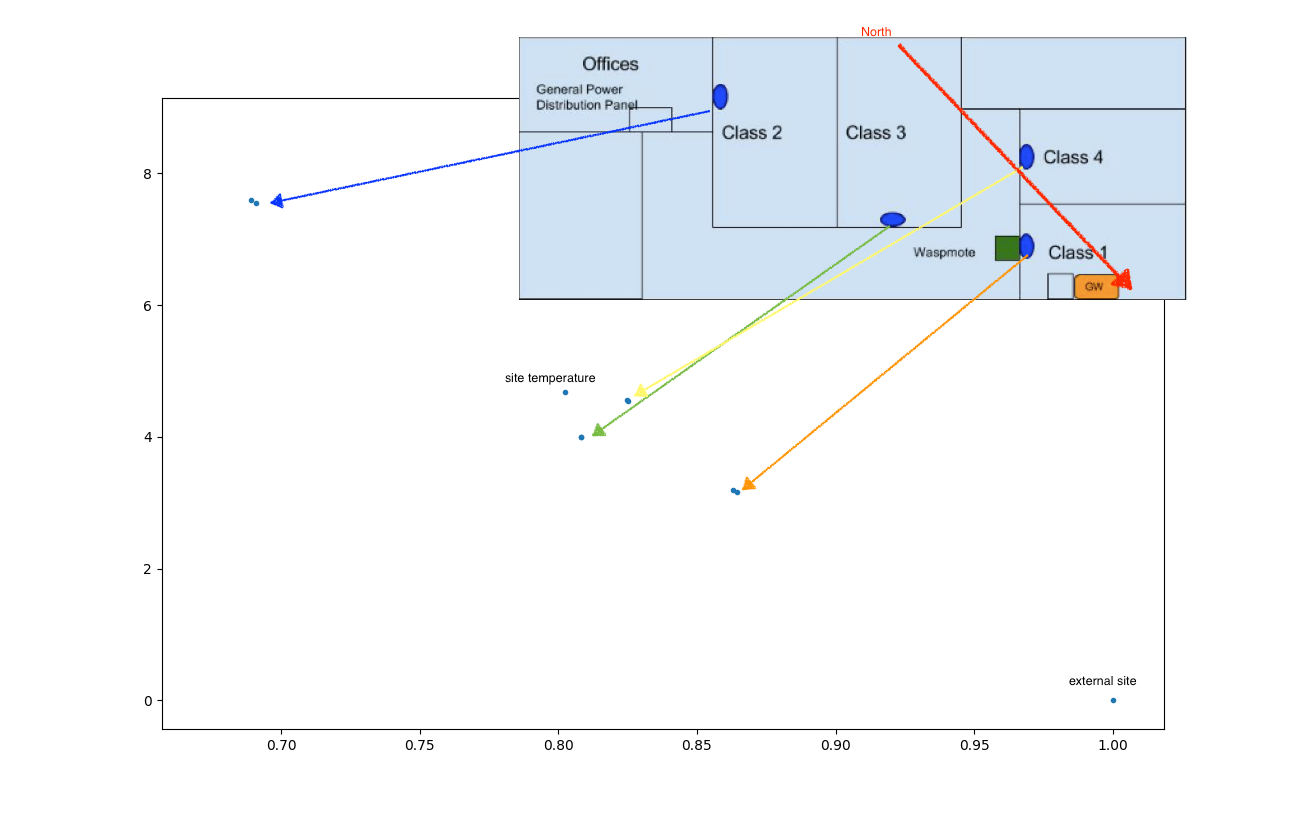 North
Offices
General Power
Distribution Panel
Class 2
Class 3
Class 4
Waspmote
Class 1
GW
8
6
site temperature
4
2
external site
0
0.70
0.75
0.80
0.85
0.90
0.95
1.00